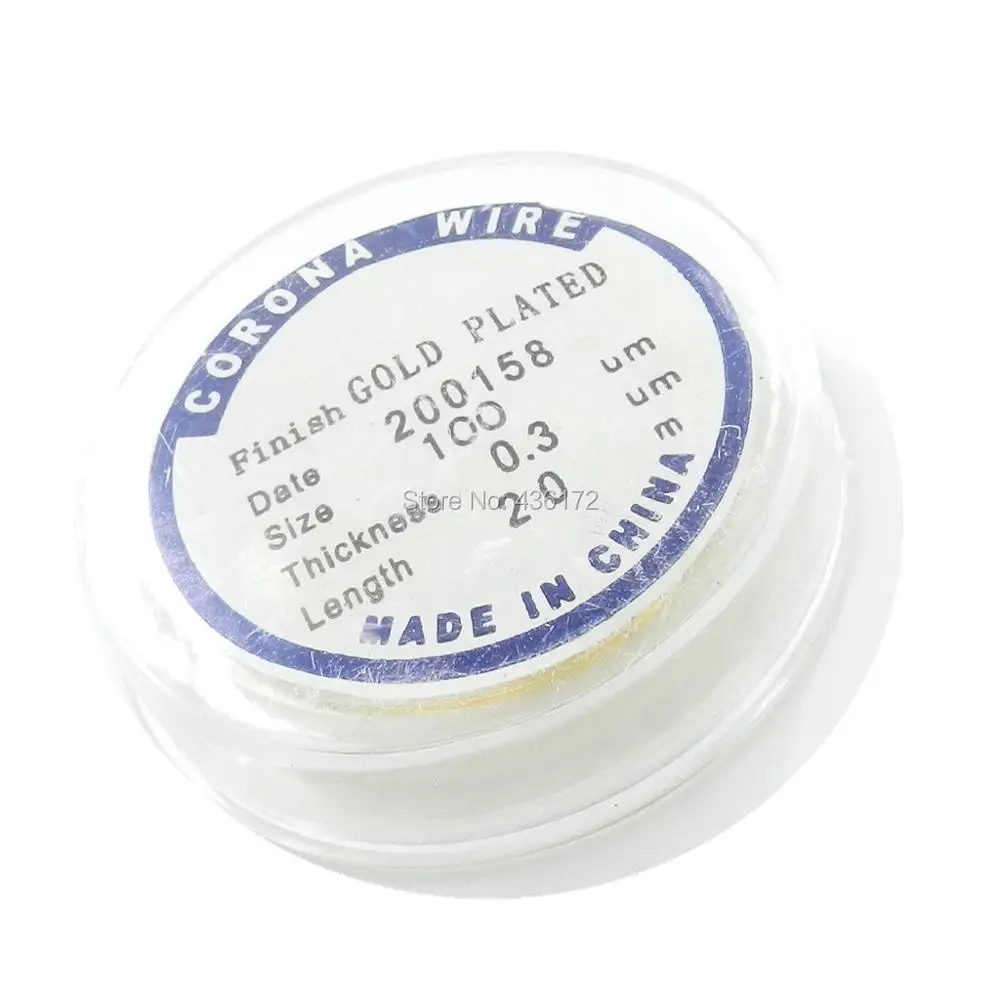 CORONA WIRE
Finish GOLD PLATED
Date 200158
Size 100 um
Thickness 0.3 um
Length 20 m
MADE IN CHINA
Store No: 436172